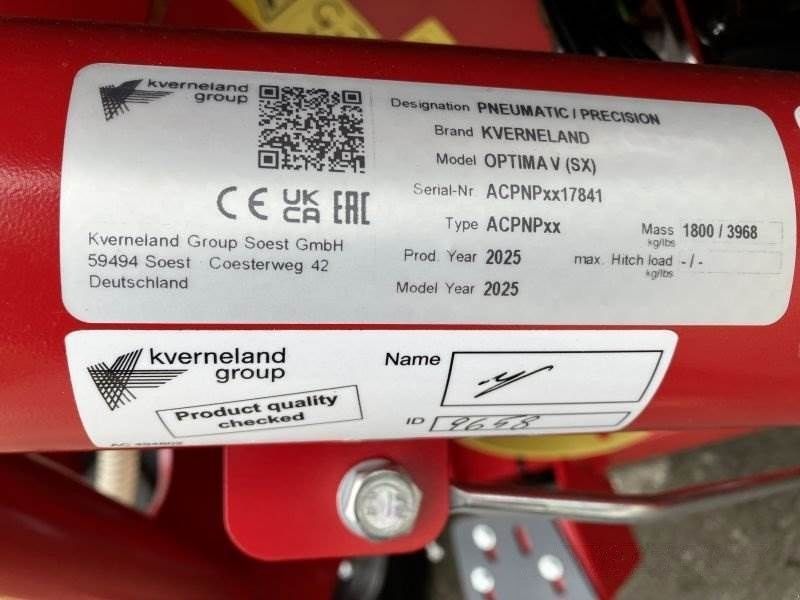 kverneland
group
Designation PNEUMATIC / PRECISION
Brand KVERNELAND
Model OPTIMA V (SX)
Serial-Nr. ACPNPxx17841
Type ACPNPxx
Mass 1800 / 3968
kg/lbs
Prod. Year 2025
max. Hitch load - / -
kg/lbs
Model Year 2025
CE UK CA EAC
Kverneland Group Soest GmbH
59494 Soest Coesterweg 42
Deutschland
kverneland
group
Product quality
checked
Name
ID 9658